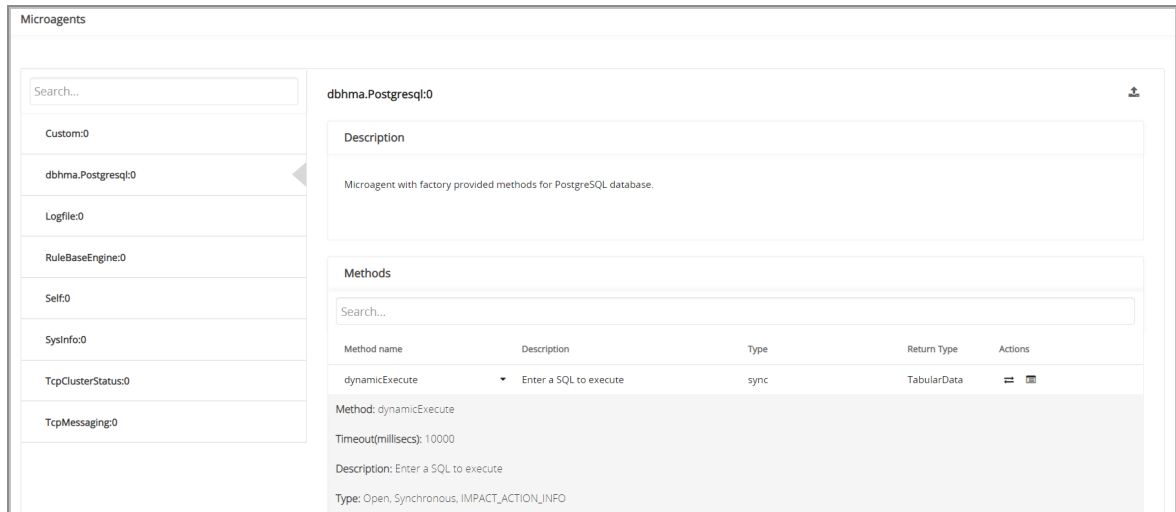 Microagents
Search...
Custom:0
dbhma.Postgresql:0
Logfile:0
RuleBaseEngine:0
Self:0
SysInfo:0
TcpClusterStatus:0
TcpMessaging:0
dbhma.Postgresql:0
Description
Microagent with factory provided methods for PostgreSQL database.
Methods
Search...
Method name Description Type Return Type Actions
dynamicExecute Enter a SQL to execute sync TabularData
Method: dynamicExecute
Timeout(millisecs): 10000
Description: Enter a SQL to execute
Type: Open, Synchronous, IMPACT_ACTION_INFO